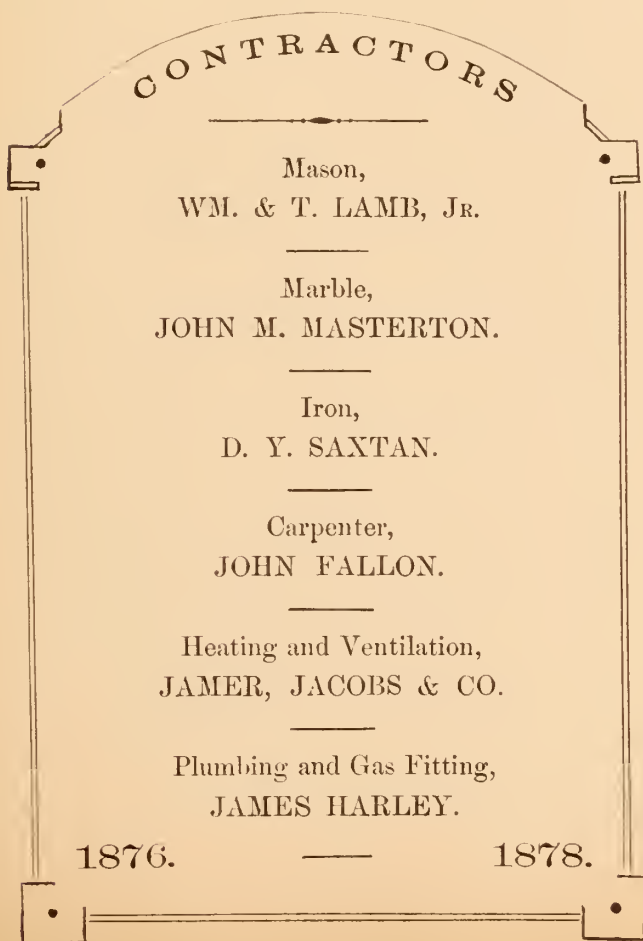 CONTRACTORS
Mason,
WM. & T. LAMB, JR.
Marble,
JOHN M. MASTERTON.
Iron,
D. Y. SAXTAN.
Carpenter,
JOHN FALLON.
Heating and Ventilation,
JAMER, JACOBS & CO.
Plumbing and Gas Fitting,
JAMES HARLEY.
1876. — 1878.